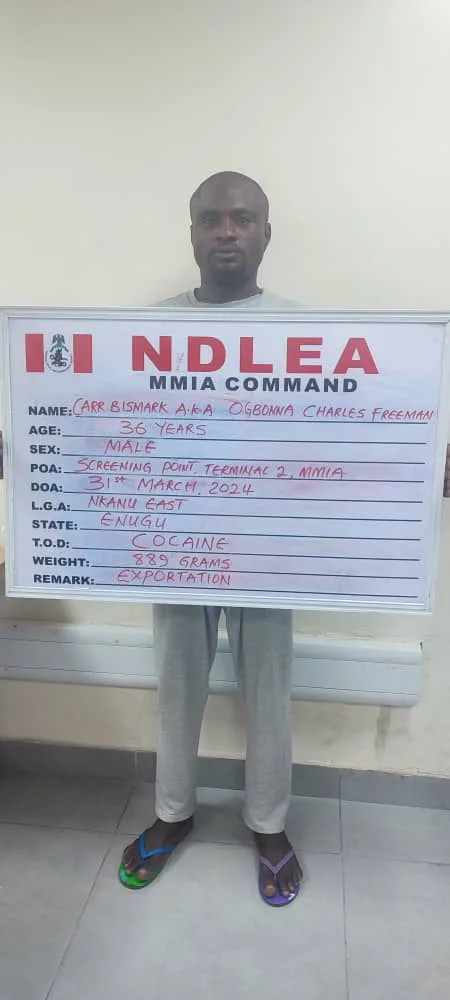 NDLEA
MMIA COMMAND
NAME: CARR BISMARK A.K.A OGBONNA CHARLES FREEMAN
AGE: 36 YEARS
SEX: MALE
POA: SCREENING POINT, TERMINAL 2, MMIA
DOA: 31st MARCH, 2024
L.G.A: NKANU EAST
STATE: ENUGU
T.O.D: COCAINE
WEIGHT: 889 GRAMS
REMARK: EXPORTATION